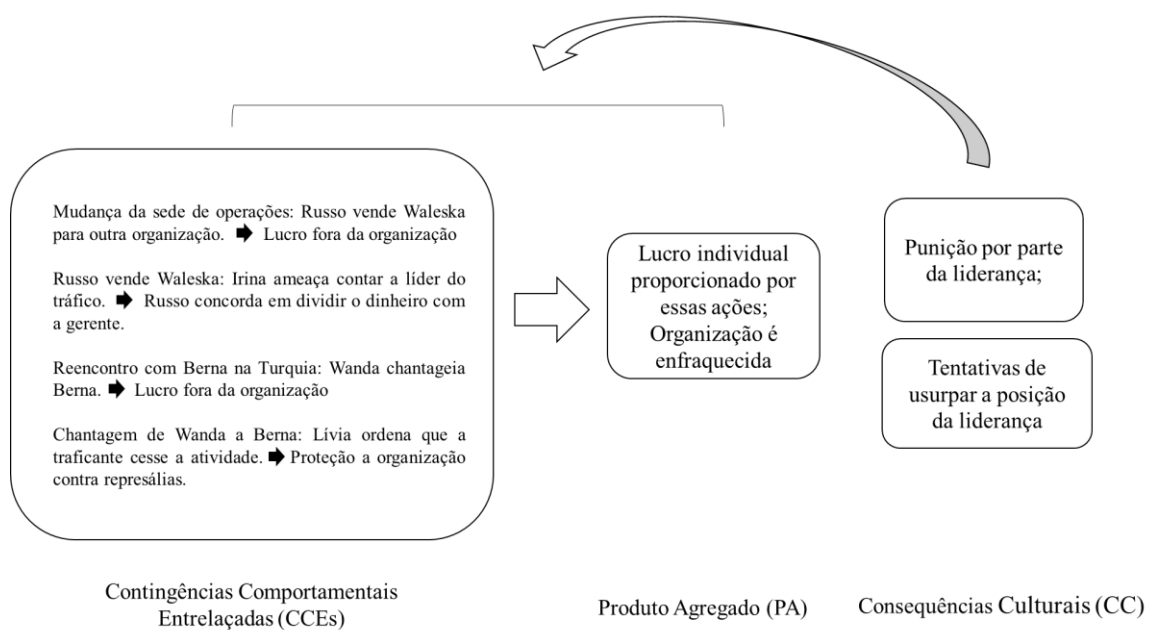 Mudança da sede de operações: Russo vende Waleska
para outra organização. 🡆 Lucro fora da organização
Russo vende Waleska: Irina ameaça contar a líder do
tráfico. 🡆 Russo concorda em dividir o dinheiro com
a gerente.
Reencontro com Berna na Turquia: Wanda chantageia
Berna. 🡆 Lucro fora da organização
Chantagem de Wanda a Berna: Lívia ordena que a
traficante cesse a atividade. 🡆 Proteção a organização
contra represálias.
Lucro individual
proporcionado por
essas ações;
Organização é
enfraquecida
Punição por parte
da liderança;
Tentativas de
usurpar a posição
da liderança
Contingências Comportamentais
Entrelaçadas (CCEs)
Produto Agregado (PA)
Consequências Culturais (CC)